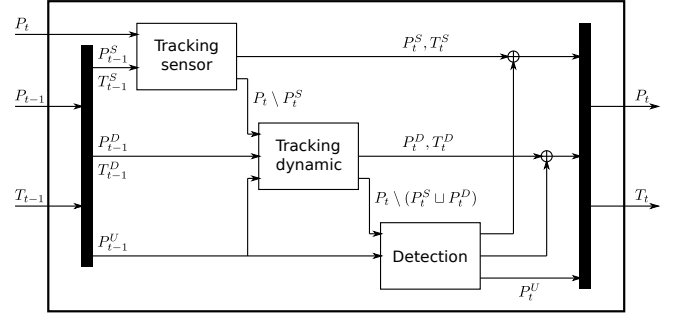 P_t
P_{t-1}^S
T_{t-1}^S
Tracking
sensor
P_t^S, T_t^S
P_{t-1}
P_t \ P_t^S
P_t
P_{t-1}^D
T_{t-1}^D
Tracking
dynamic
P_t^D, T_t^D
T_{t-1}
P_t \ (P_t^S ⊔ P_t^D)
T_t
P_{t-1}^U
Detection
P_t^U